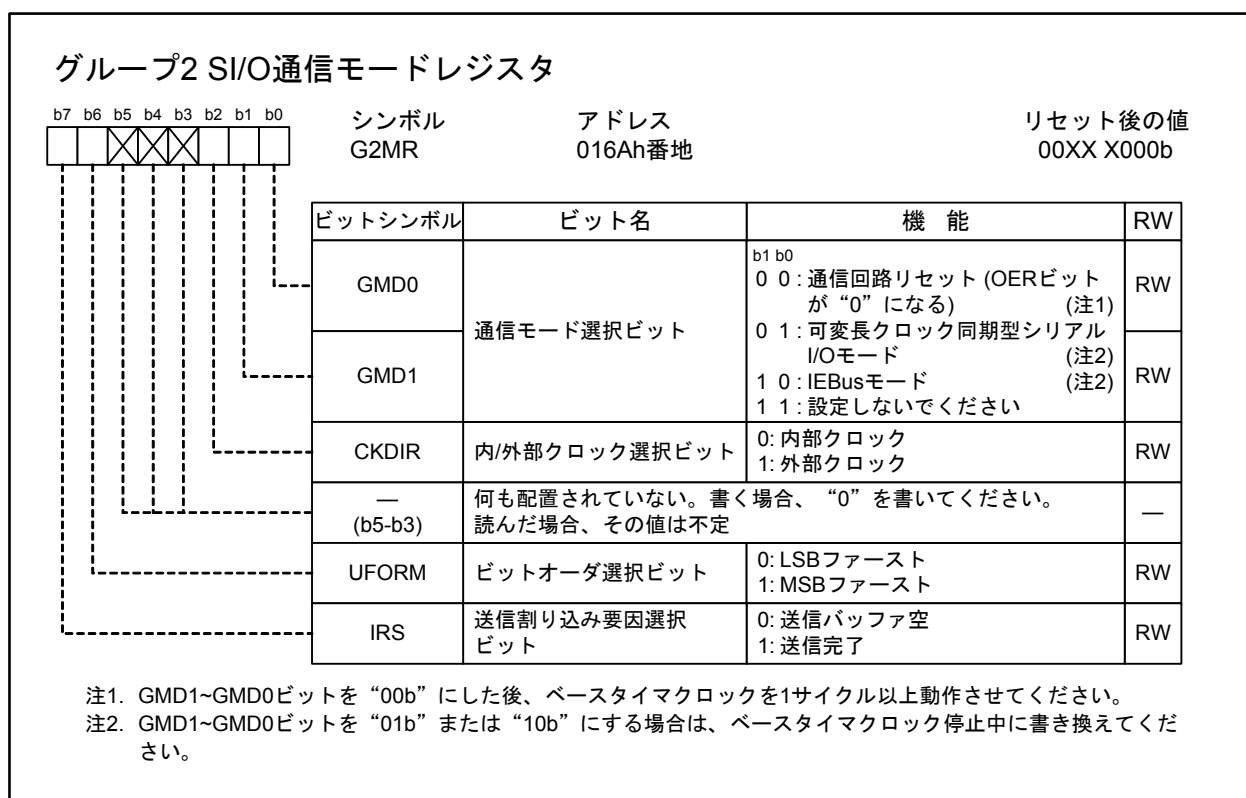 グループ2 SI/O通信モードレジスタ
b7 b6 b5 b4 b3 b2 b1 b0
シンボル アドレス リセット後の値
G2MR 016Ah番地 00XX X000b
ビットシンボル ビット名 機 能 RW
GMD0
GMD1
通信モード選択ビット
b1 b0
0 0 : 通信回路リセット (OERビット
が“0”になる) (注1)
0 1 : 可変長クロック同期型シリアル
I/Oモード (注2)
1 0 : IEBusモード (注2)
1 1 : 設定しないでください
RW
RW
CKDIR 内/外部クロック選択ビット
0: 内部クロック
1: 外部クロック
RW
—
(b5-b3)
何も配置されていない。書く場合、“0”を書いてください。
読んだ場合、その値は不定
—
UFORM ビットオーダ選択ビット
0: LSBファースト
1: MSBファースト
RW
IRS
送信割り込み要因選択
ビット
0: 送信バッファ空
1: 送信完了
RW
注1. GMD1~GMD0ビットを“00b”にした後、ベースタイマクロックを1サイクル以上動作させてください。
注2. GMD1~GMD0ビットを“01b”または“10b”にする場合は、ベースタイマクロック停止中に書き換えてくだ
さい。